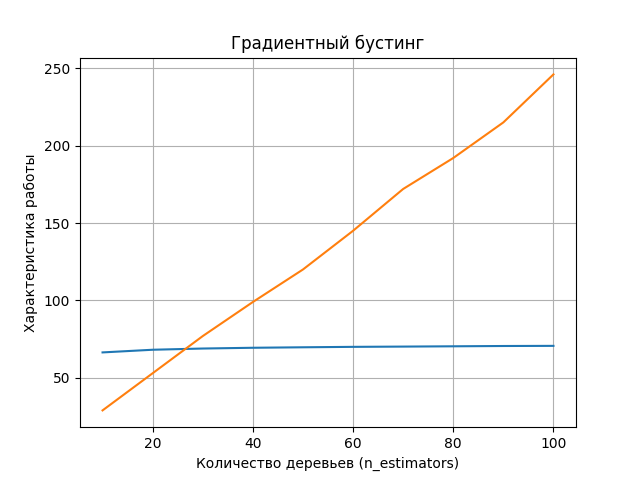 Градиентный бустинг
250
200
150
100
50
Характеристика работы
20 40 60 80 100
Количество деревьев (n_estimators)